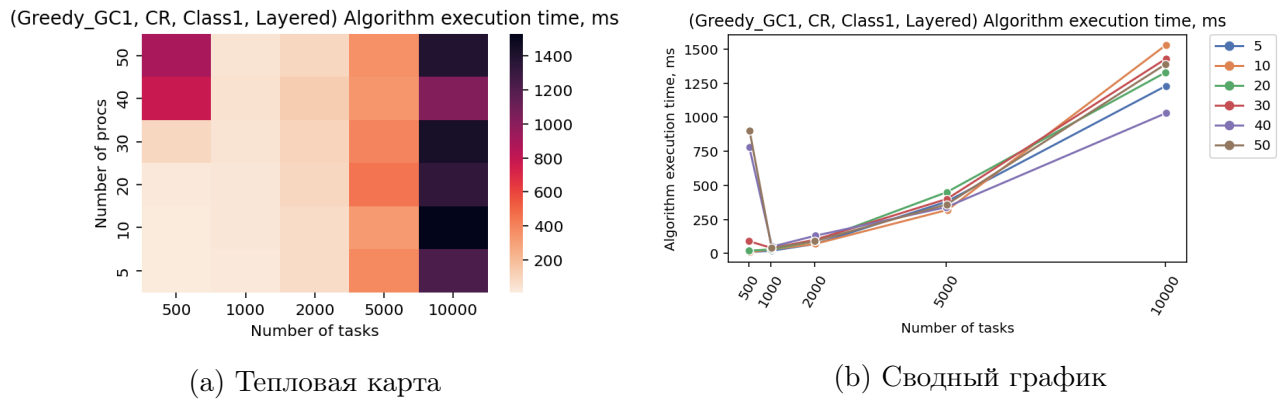 (Greedy_GC1, CR, Class1, Layered) Algorithm execution time, ms
Number of procs
50
40
30
20
10
5
500 1000 2000 5000 10000
Number of tasks
1400
1200
1000
800
600
400
200
(a) Тепловая карта
(Greedy_GC1, CR, Class1, Layered) Algorithm execution time, ms
Algorithm execution time, ms
1500
1250
1000
750
500
250
0
500 1000 2000 5000 10000
Number of tasks
5
10
20
30
40
50
(b) Сводный график